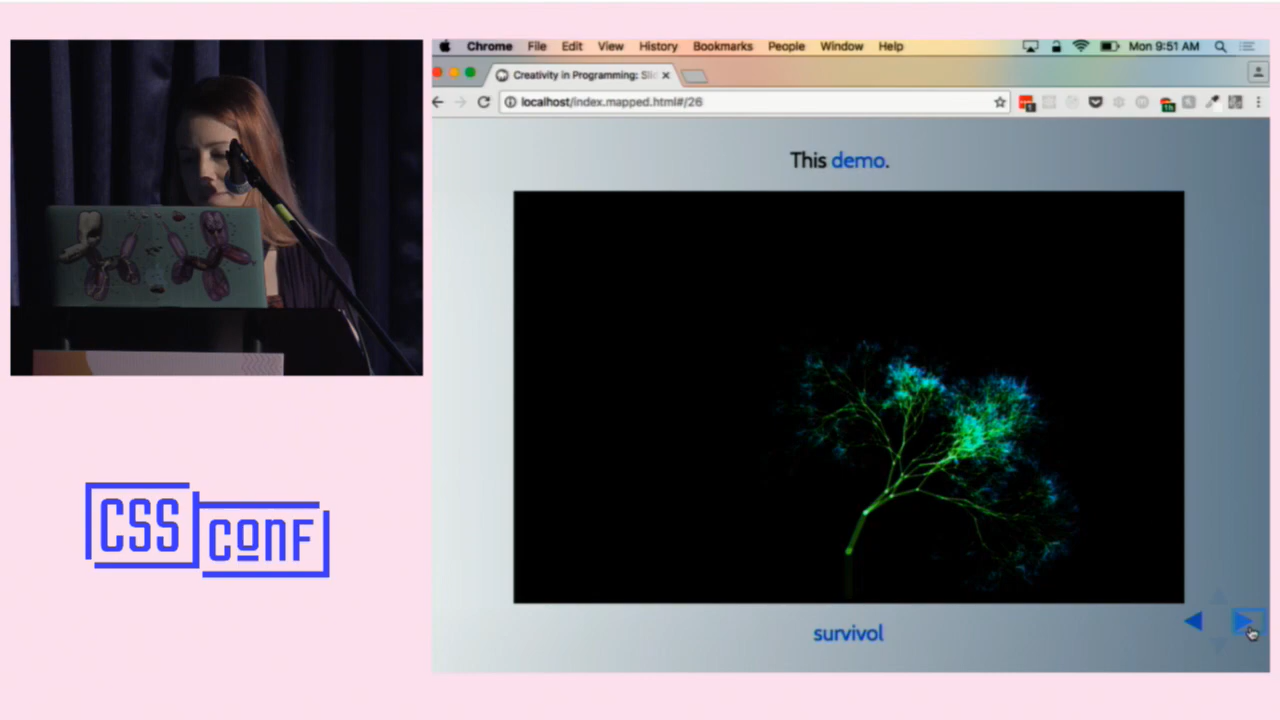 Chrome File Edit View History Bookmarks People Window Help Mon 9:51 AM
Creativity in Programming: Slid
localhost/index.mapped.html#/26
This demo.
survivol
CSS
CONF